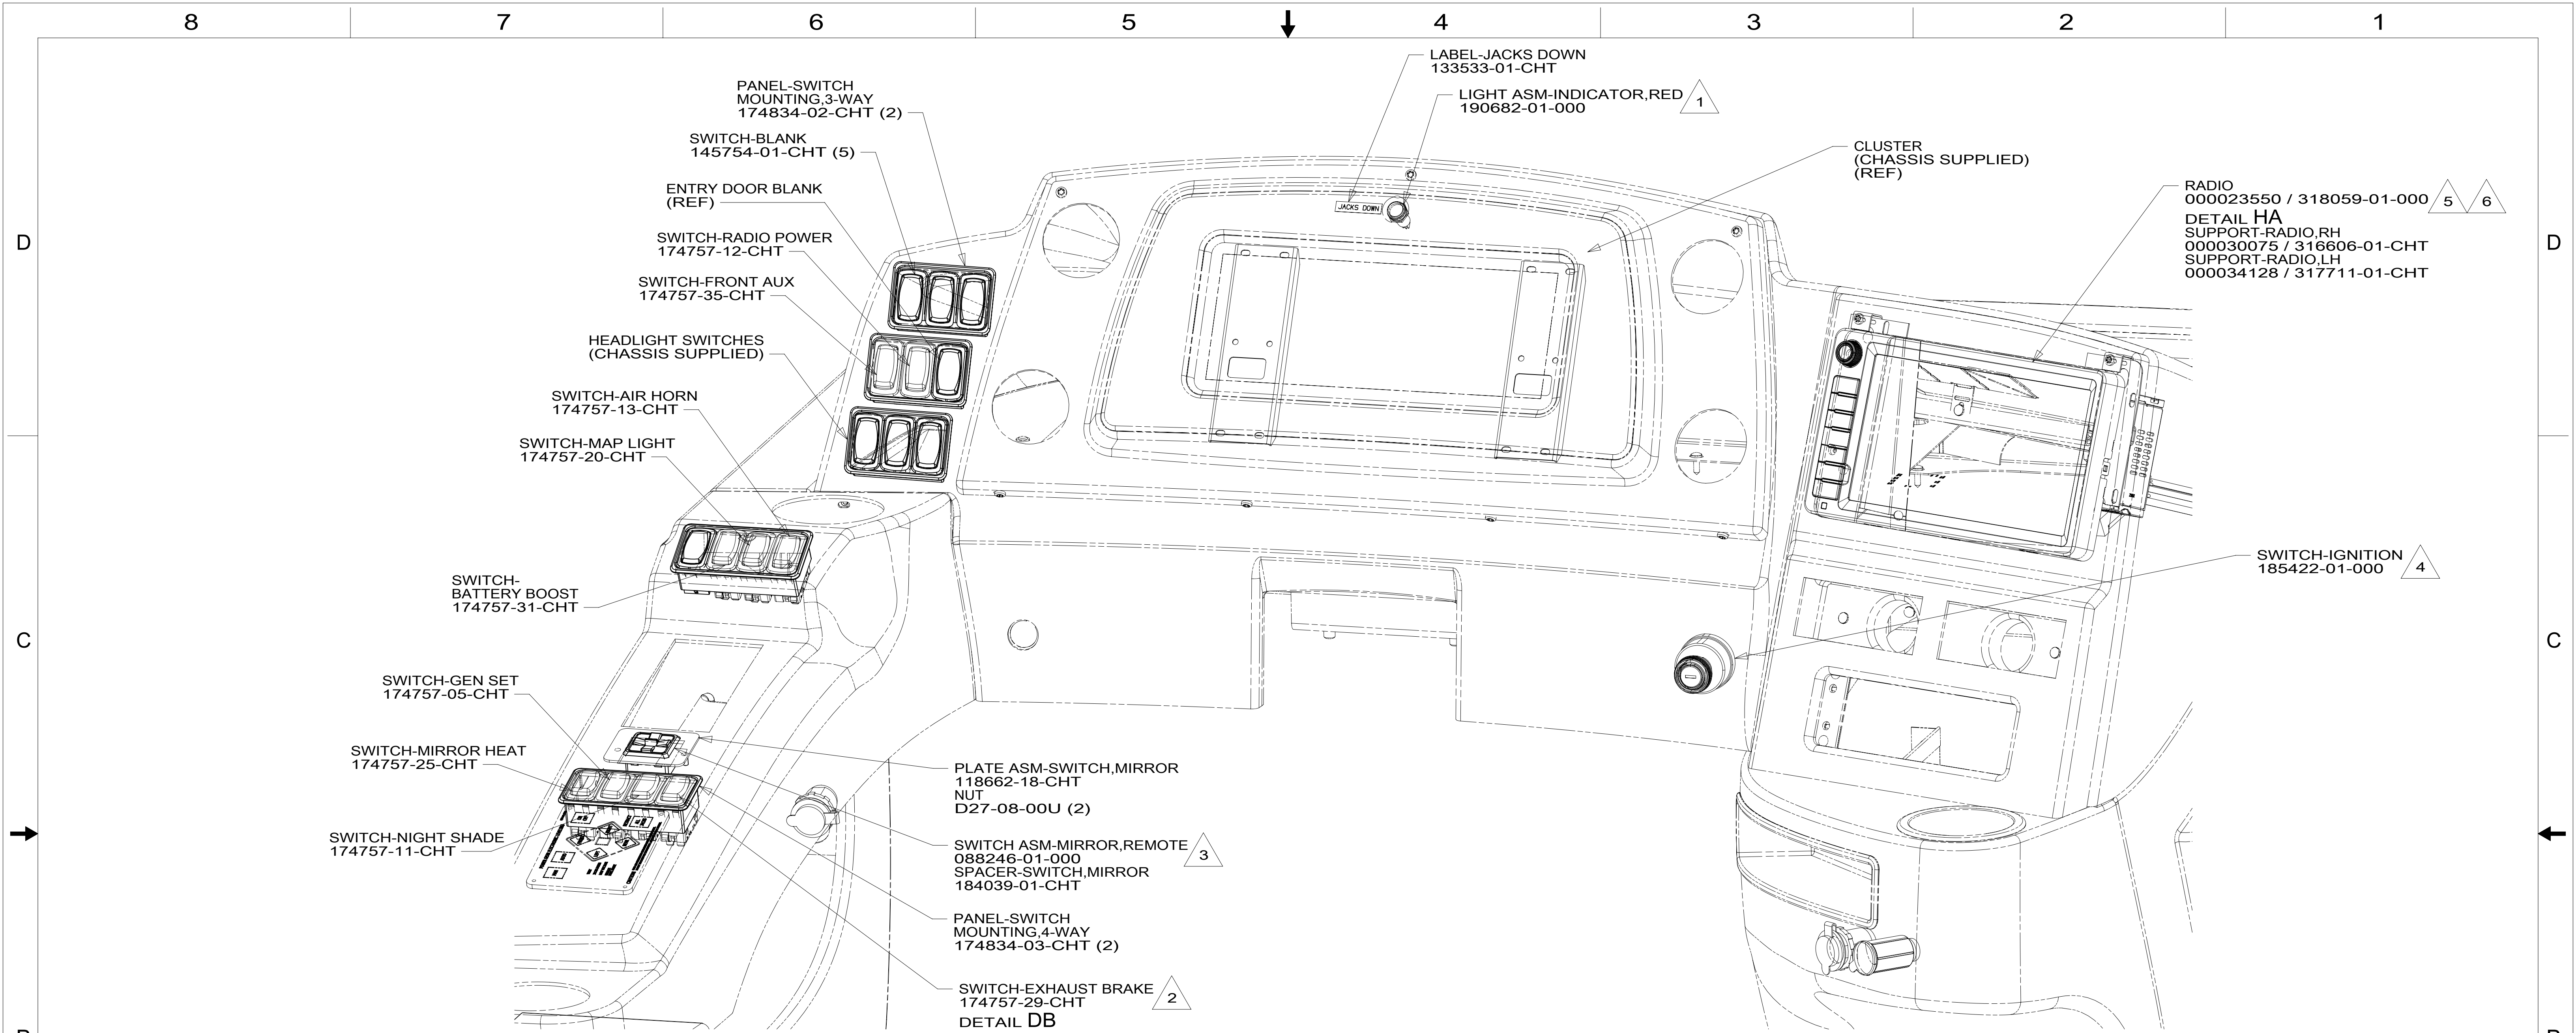 8 7 6 5 4 3 2 1
LABEL-JACKS DOWN
133533-01-CHT
LIGHT ASM-INDICATOR,RED
190682-01-000
1
PANEL-SWITCH
MOUNTING,3-WAY
174834-02-CHT (2)
SWITCH-BLANK
145754-01-CHT (5)
ENTRY DOOR BLANK
(REF)
SWITCH-RADIO POWER
174757-12-CHT
SWITCH-FRONT AUX
174757-35-CHT
HEADLIGHT SWITCHES
(CHASSIS SUPPLIED)
SWITCH-AIR HORN
174757-13-CHT
SWITCH-MAP LIGHT
174757-20-CHT
SWITCH-
BATTERY BOOST
174757-31-CHT
SWITCH-GEN SET
174757-05-CHT
SWITCH-MIRROR HEAT
174757-25-CHT
SWITCH-NIGHT SHADE
174757-11-CHT
JACKS DOWN
CLUSTER
(CHASSIS SUPPLIED)
(REF)
RADIO
000023550 / 318059-01-000
5 6
DETAIL HA
SUPPORT-RADIO,RH
000030075 / 316606-01-CHT
SUPPORT-RADIO,LH
000034128 / 317711-01-CHT
SWITCH-IGNITION
185422-01-000
4
PLATE ASM-SWITCH,MIRROR
118662-18-CHT
NUT
D27-08-00U (2)
SWITCH ASM-MIRROR,REMOTE
088246-01-000
3
SPACER-SWITCH,MIRROR
184039-01-CHT
PANEL-SWITCH
MOUNTING,4-WAY
174834-03-CHT (2)
SWITCH-EXHAUST BRAKE
174757-29-CHT
2
DETAIL DB
D D
C C